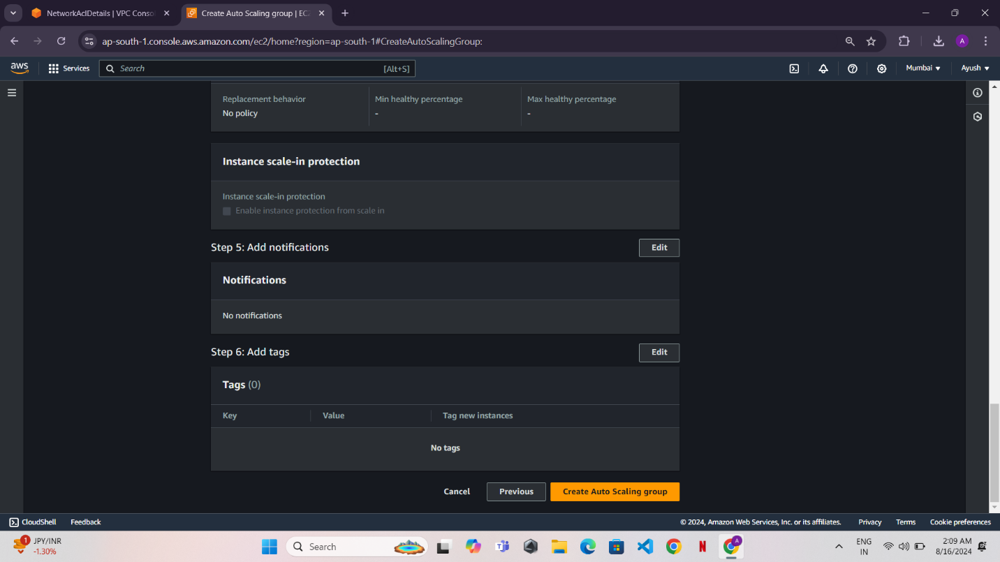 NetworkAclDetails | VPC Conso
Create Auto Scaling group | EC2
ap-south-1.console.aws.amazon.com/ec2/home?region=ap-south-1#CreateAutoScalingGroup:
A
aws
Services
Search
[Alt+S]
Mumbai
Ayush
Replacement behavior
No policy
Min healthy percentage
-
Max healthy percentage
-
Instance scale-in protection
Instance scale-in protection
Enable instance protection from scale in
Step 5: Add notifications
Edit
Notifications
No notifications
Step 6: Add tags
Edit
Tags (0)
Key Value Tag new instances
No tags
Cancel Previous Create Auto Scaling group
CloudShell Feedback © 2024, Amazon Web Services, Inc. or its affiliates. Privacy Terms Cookie preferences
1
JPY/INR
-1.30%
Search
N
A
ENG
IN
2:09 AM
8/16/2024